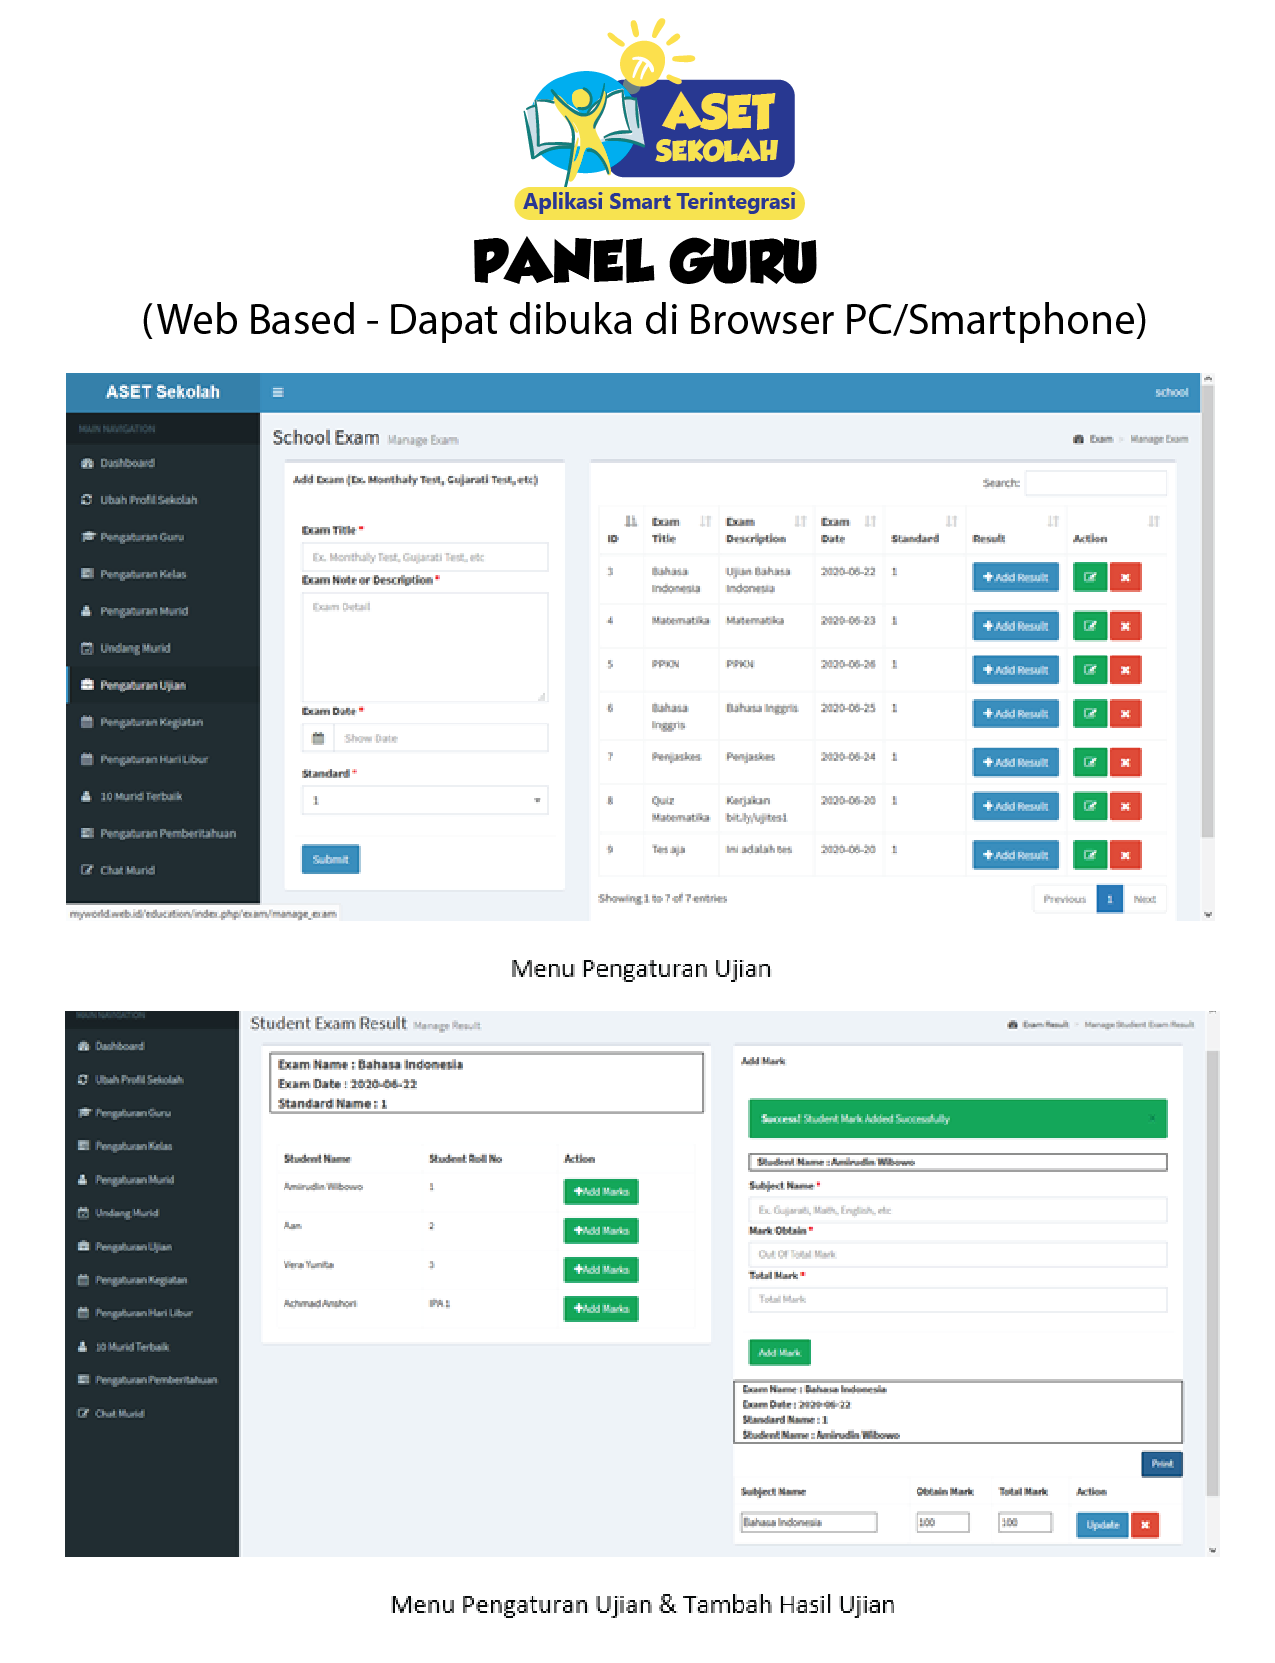 ASET
SEKOLAH
Aplikasi Smart Terintegrasi
PANEL GURU
(Web Based - Dapat dibuka di Browser PC/Smartphone)
ASET Sekolah
school
MAIN NAVIGATION
Dashboard
Ubah Profil Sekolah
Pengaturan Guru
Pengaturan Kelas
Pengaturan Murid
Undang Murid
Pengaturan Ujian
Pengaturan Kegiatan
Pengaturan Hari Libur
10 Murid Terbaik
Pengaturan Pemberitahuan
Chat Murid
myworld.web.id/education/index.php/exam/manage_exam
School Exam Manage Exam
Exam > Manage Exam
Add Exam (Ex. Monthaly Test, Gujarati Test, etc)
Exam Title *
Ex. Monthaly Test, Gujarati Test, etc
Exam Note or Description *
Exam Detail
Exam Date *
Show Date
Standard *
1
Submit
Search:
ID Exam Title Exam Description Exam Date Standard Result Action
3 Bahasa Indonesia Ujian Bahasa Indonesia 2020-06-22 1 Add Result
4 Matematika Matematika 2020-06-23 1 Add Result
5 PPKN PPKN 2020-06-26 1 Add Result
6 Bahasa Inggris Bahasa Inggris 2020-06-25 1 Add Result
7 Penjaskes Penjaskes 2020-06-24 1 Add Result
8 Quiz Matematika Kerjakan bit.ly/ujites1 2020-06-20 1 Add Result
9 Tes aja Ini adalah tes 2020-06-20 1 Add Result
Showing 1 to 7 of 7 entries
Previous 1 Next
Menu Pengaturan Ujian
MAIN NAVIGATION
Dashboard
Ubah Profil Sekolah
Pengaturan Guru
Pengaturan Kelas
Pengaturan Murid
Undang Murid
Pengaturan Ujian
Pengaturan Kegiatan
Pengaturan Hari Libur
10 Murid Terbaik
Pengaturan Pemberitahuan
Chat Murid
Student Exam Result Manage Result
Exam Result > Manage Student Exam Result
Exam Name : Bahasa Indonesia
Exam Date : 2020-06-22
Standard Name : 1
Student Name Student Roll No Action
Amirudin Wibowo 1 Add Marks
Aan 2 Add Marks
Vera Yunita 3 Add Marks
Achmad Anshori IPA 1 Add Marks
Add Mark
Success! Student Mark Added Successfully ×
Student Name : Amirudin Wibowo
Subject Name *
Ex. Gujarati, Math, English, etc
Mark Obtain *
Out Of Total Mark
Total Mark *
Total Mark
Add Mark
Exam Name : Bahasa Indonesia
Exam Date : 2020-06-22
Standard Name : 1
Student Name : Amirudin Wibowo
Print
Subject Name Obtain Mark Total Mark Action
Bahasa Indonesia 100 100 Update
Menu Pengaturan Ujian & Tambah Hasil Ujian